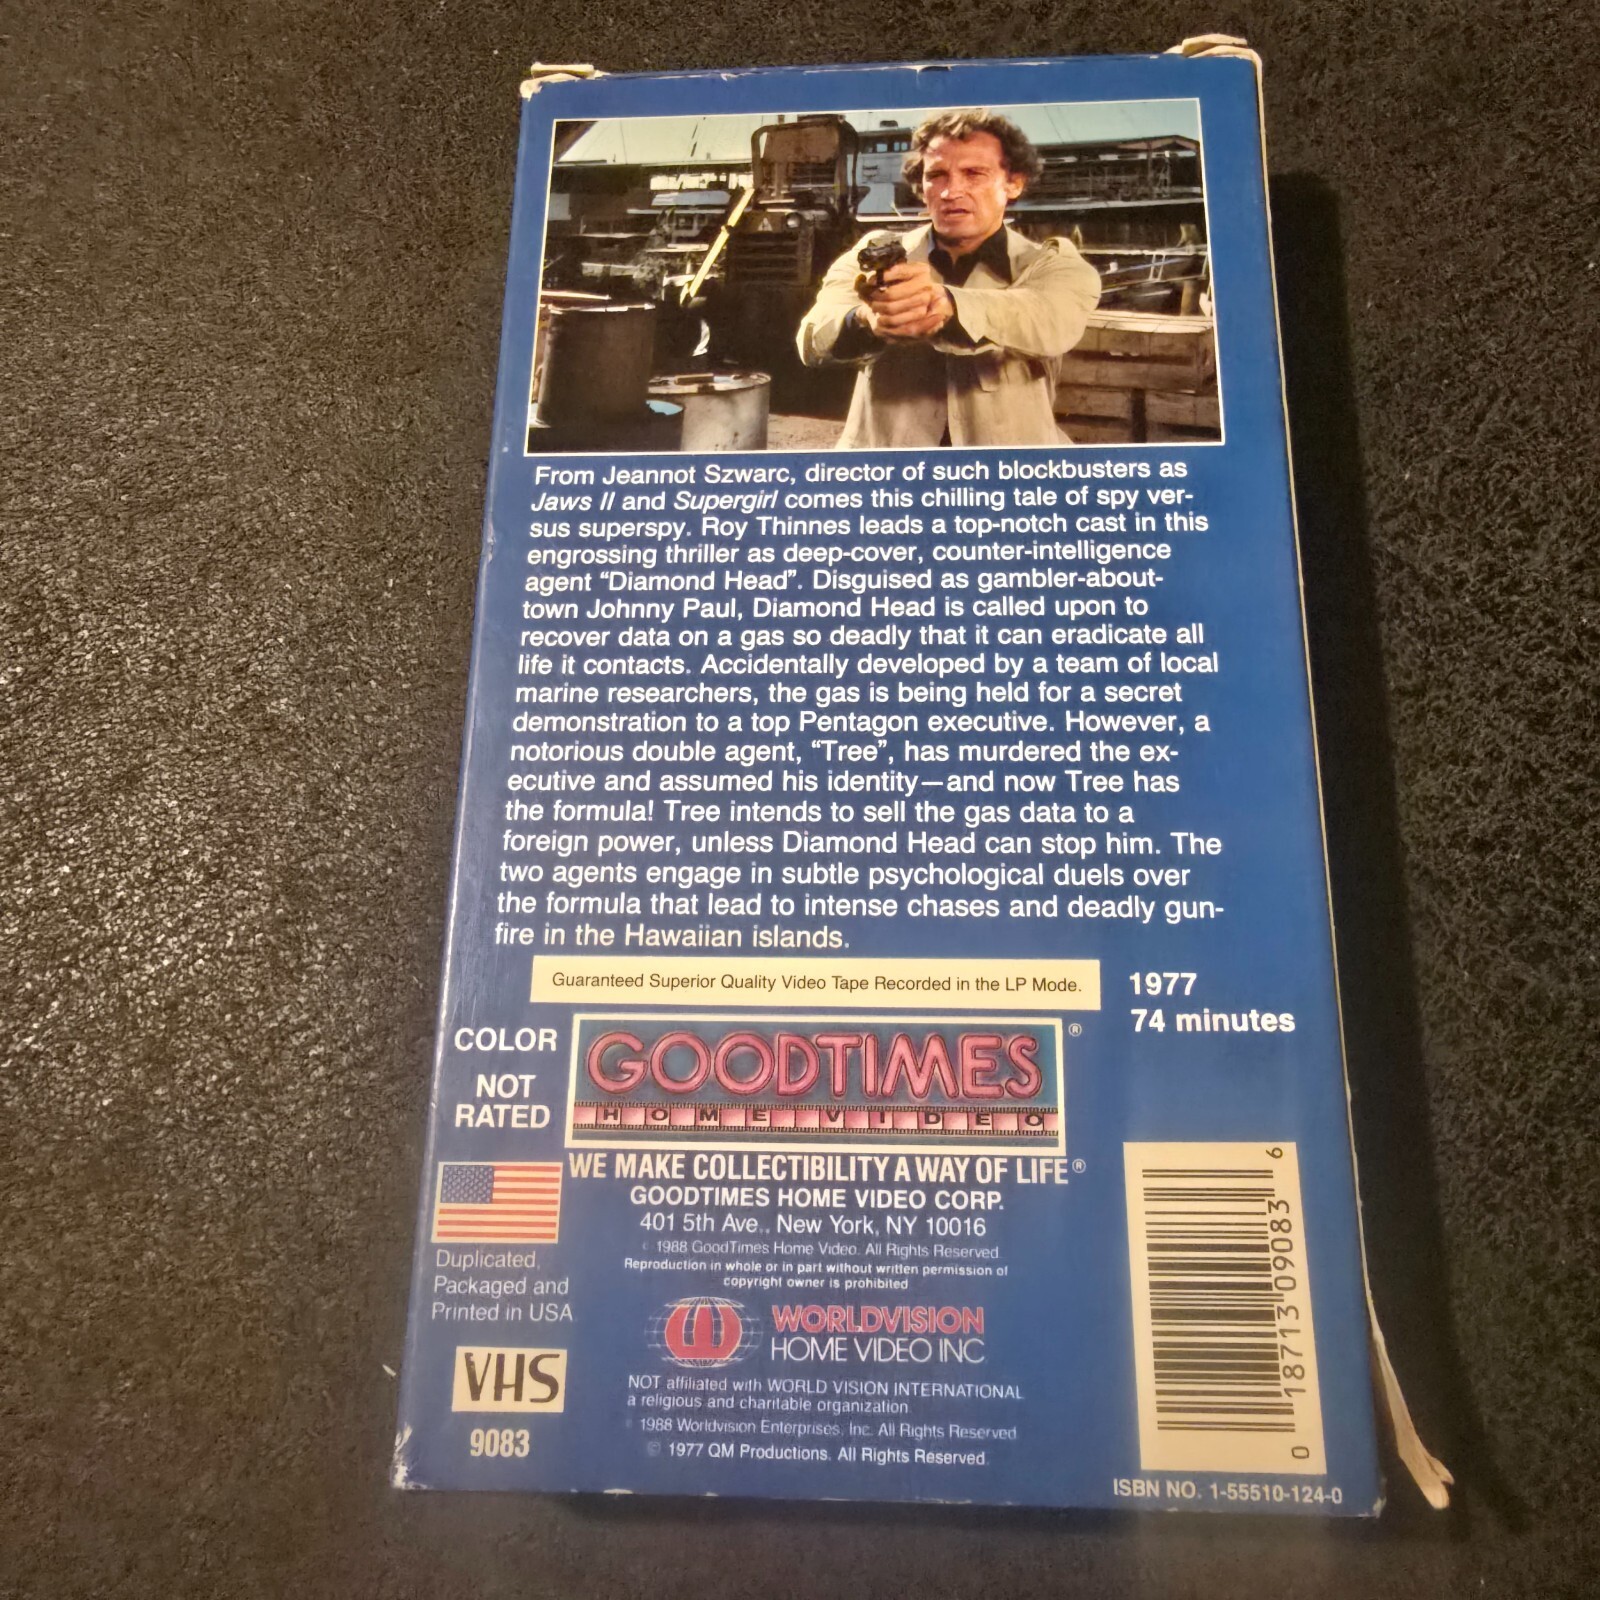 From Jeannot Szwarc, director of such blockbusters as
Jaws II and Supergirl comes this chilling tale of spy ver-
sus superspy. Roy Thinnes leads a top-notch cast in this
engrossing thriller as deep-cover, counter-intelligence
agent “Diamond Head”. Disguised as gambler-about-
town Johnny Paul, Diamond Head is called upon to
recover data on a gas so deadly that it can eradicate all
life it contacts. Accidentally developed by a team of local
marine researchers, the gas is being held for a secret
demonstration to a top Pentagon executive. However, a
notorious double agent, “Tree”, has murdered the ex-
ecutive and assumed his identity—and now Tree has
the formula! Tree intends to sell the gas data to a
foreign power, unless Diamond Head can stop him. The
two agents engage in subtle psychological duels over
the formula that lead to intense chases and deadly gun-
fire in the Hawaiian islands.
Guaranteed Superior Quality Video Tape Recorded in the LP Mode.
1977
74 minutes
COLOR
NOT
RATED
GOODTIMES ®
HOME VIDEO
WE MAKE COLLECTIBILITY A WAY OF LIFE®
GOODTIMES HOME VIDEO CORP.
401 5th Ave., New York, NY 10016
© 1988 GoodTimes Home Video. All Rights Reserved.
Reproduction in whole or in part without written permission of
copyright owner is prohibited
Duplicated,
Packaged and
Printed in USA
VHS
9083
WORLDVISION
HOME VIDEO INC
NOT affiliated with WORLD VISION INTERNATIONAL
a religious and charitable organization.
© 1988 Worldvision Enterprises, Inc. All Rights Reserved
© 1977 QM Productions. All Rights Reserved.
0 18713 09083 6
ISBN NO. 1-55510-124-0